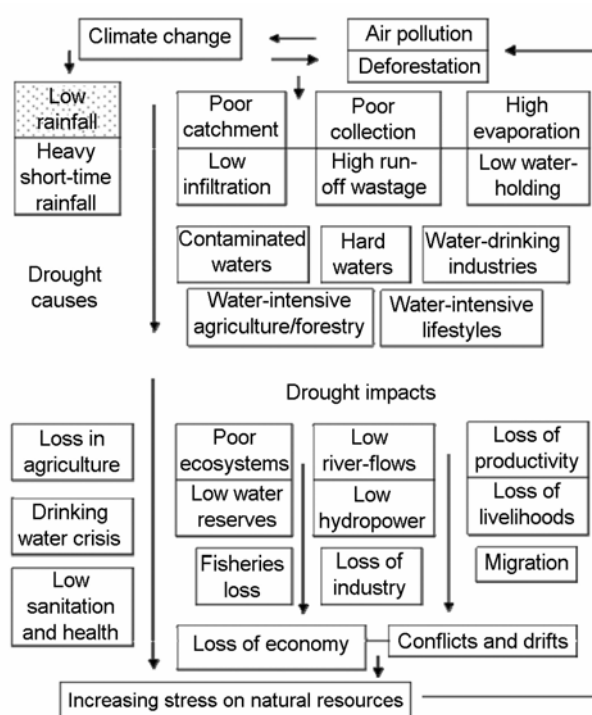 Climate change
Air pollution
Deforestation
Low
rainfall
Heavy
short-time
rainfall
Poor
catchment
Low
infiltration
Poor
collection
High run-
off wastage
High
evaporation
Low water-
holding
Contaminated
waters
Hard
waters
Water-drinking
industries
Drought
causes
Water-intensive
agriculture/forestry
Water-intensive
lifestyles
Drought impacts
Loss in
agriculture
Drinking
water crisis
Low
sanitation
and health
Poor
ecosystems
Low water
reserves
Low
river-flows
Low
hydropower
Loss of
productivity
Loss of
livelihoods
Fisheries
loss
Loss of
industry
Migration
Loss of economy
Conflicts and drifts
Increasing stress on natural resources